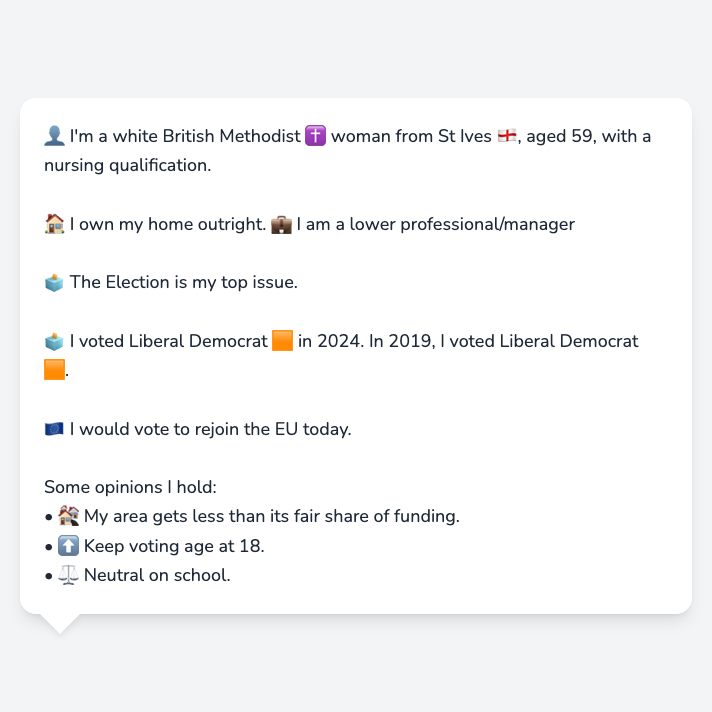 👤 I'm a white British Methodist ✝️ woman from St Ives 🏴󠁧󠁢󠁥󠁮󠁧󠁿, aged 59, with a
nursing qualification.
🏠 I own my home outright. 💼 I am a lower professional/manager
🗳️ The Election is my top issue.
🗳️ I voted Liberal Democrat 🟧 in 2024. In 2019, I voted Liberal Democrat
🟧.
🇪🇺 I would vote to rejoin the EU today.
Some opinions I hold:
• 🏘️ My area gets less than its fair share of funding.
• ⬆️ Keep voting age at 18.
• ⚖️ Neutral on school.